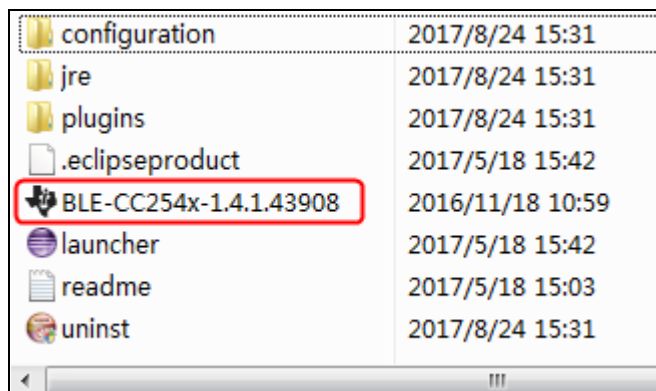 configuration 2017/8/24 15:31
jre 2017/8/24 15:31
plugins 2017/8/24 15:31
.eclipseproduct 2017/5/18 15:42
BLE-CC254x-1.4.1.43908 2016/11/18 10:59
launcher 2017/5/18 15:42
readme 2017/5/18 15:03
uninst 2017/8/24 15:31